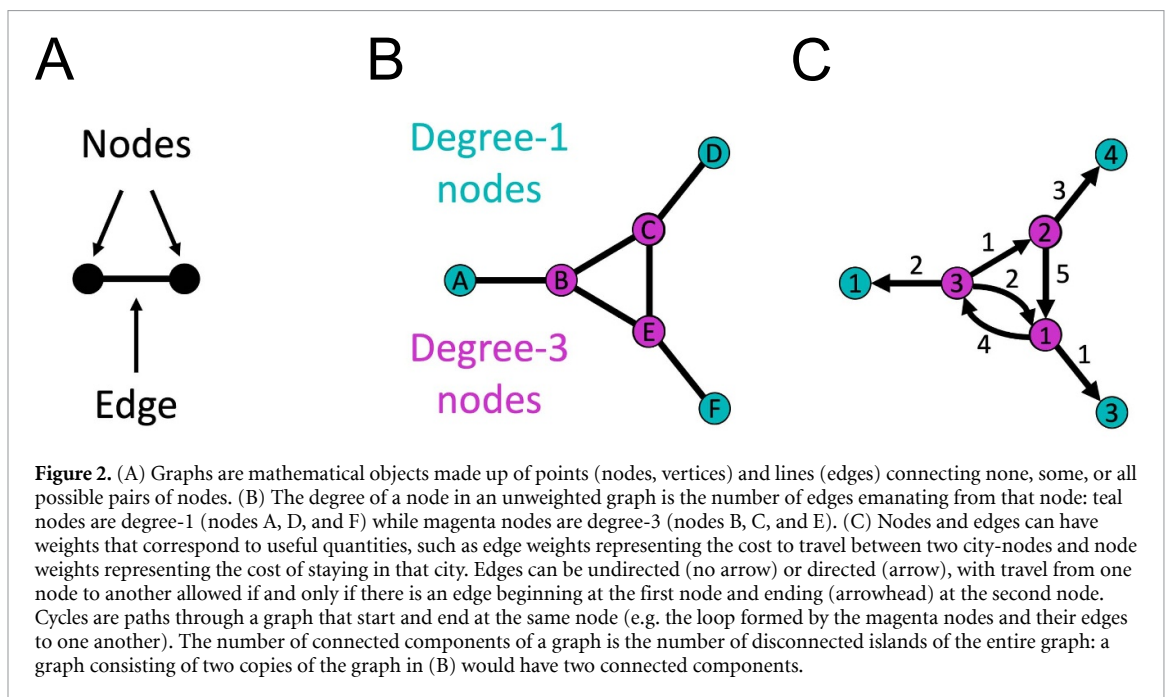 A
B
C
Nodes
Edge
Degree-1
nodes
Degree-3
nodes
A
B
C
D
E
F
4
3
2
1
2
5
1
2
3
4
1
1
3
Figure 2. (A) Graphs are mathematical objects made up of points (nodes, vertices) and lines (edges) connecting none, some, or all
possible pairs of nodes. (B) The degree of a node in an unweighted graph is the number of edges emanating from that node: teal
nodes are degree-1 (nodes A, D, and F) while magenta nodes are degree-3 (nodes B, C, and E). (C) Nodes and edges can have
weights that correspond to useful quantities, such as edge weights representing the cost to travel between two city-nodes and node
weights representing the cost of staying in that city. Edges can be undirected (no arrow) or directed (arrow), with travel from one
node to another allowed if and only if there is an edge beginning at the first node and ending (arrowhead) at the second node.
Cycles are paths through a graph that start and end at the same node (e.g. the loop formed by the magenta nodes and their edges
to one another). The number of connected components of a graph is the number of disconnected islands of the entire graph: a
graph consisting of two copies of the graph in (B) would have two connected components.